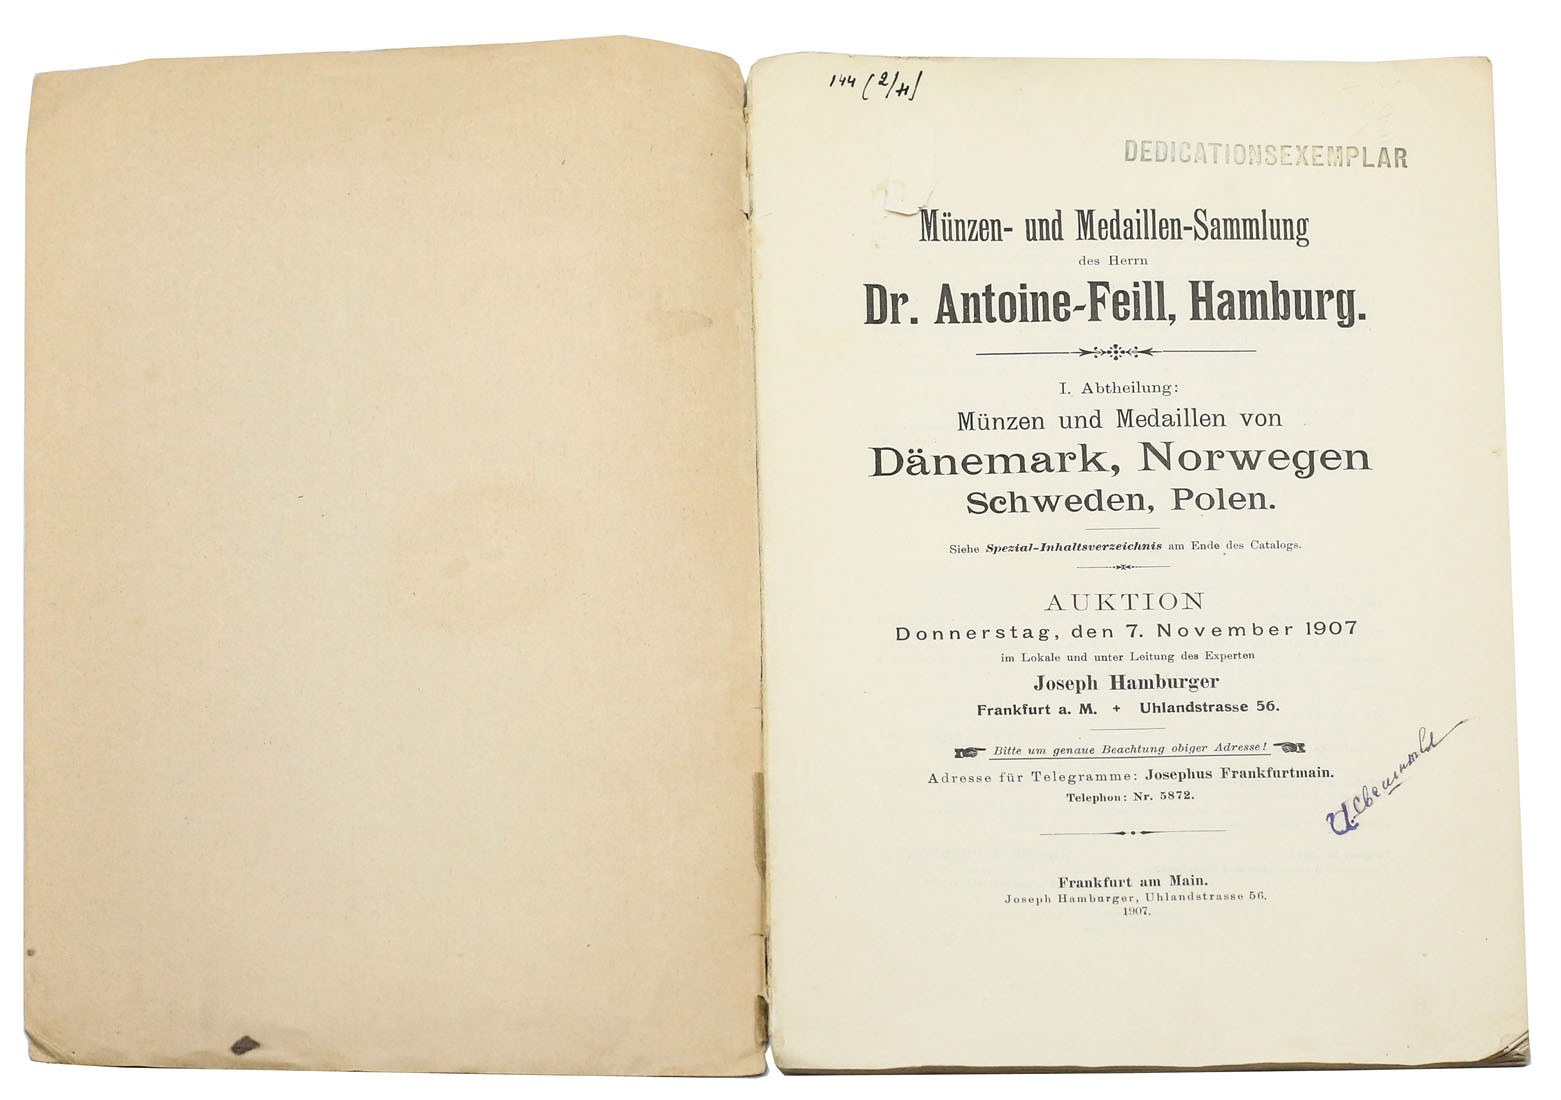 144 (2/
DEDICATIONSEXEMPLAR
Münzen- und Medaillen-Sammlung
des Herrn
Dr. Antoine-Feill, Hamburg.
I. Abtheilung:
Münzen und Medaillen von
Dänemark, Norwegen
Schweden, Polen.
Siehe Spezial-Inhaltsverzeichnis am Ende des Catalogs.
AUKTION
Donnerstag, den 7. November 1907
im Lokale und unter Leitung des Experten
Joseph Hamburger
Frankfurt a. M. + Uhlandstrasse 56.
Bitte um genaue Beachtung obiger Adresse!
Adresse für Telegramme: Josephus Frankfurtmain.
Telephon: Nr. 5872.
Frankfurt am Main.
Joseph Hamburger, Uhlandstrasse 56.
1907.